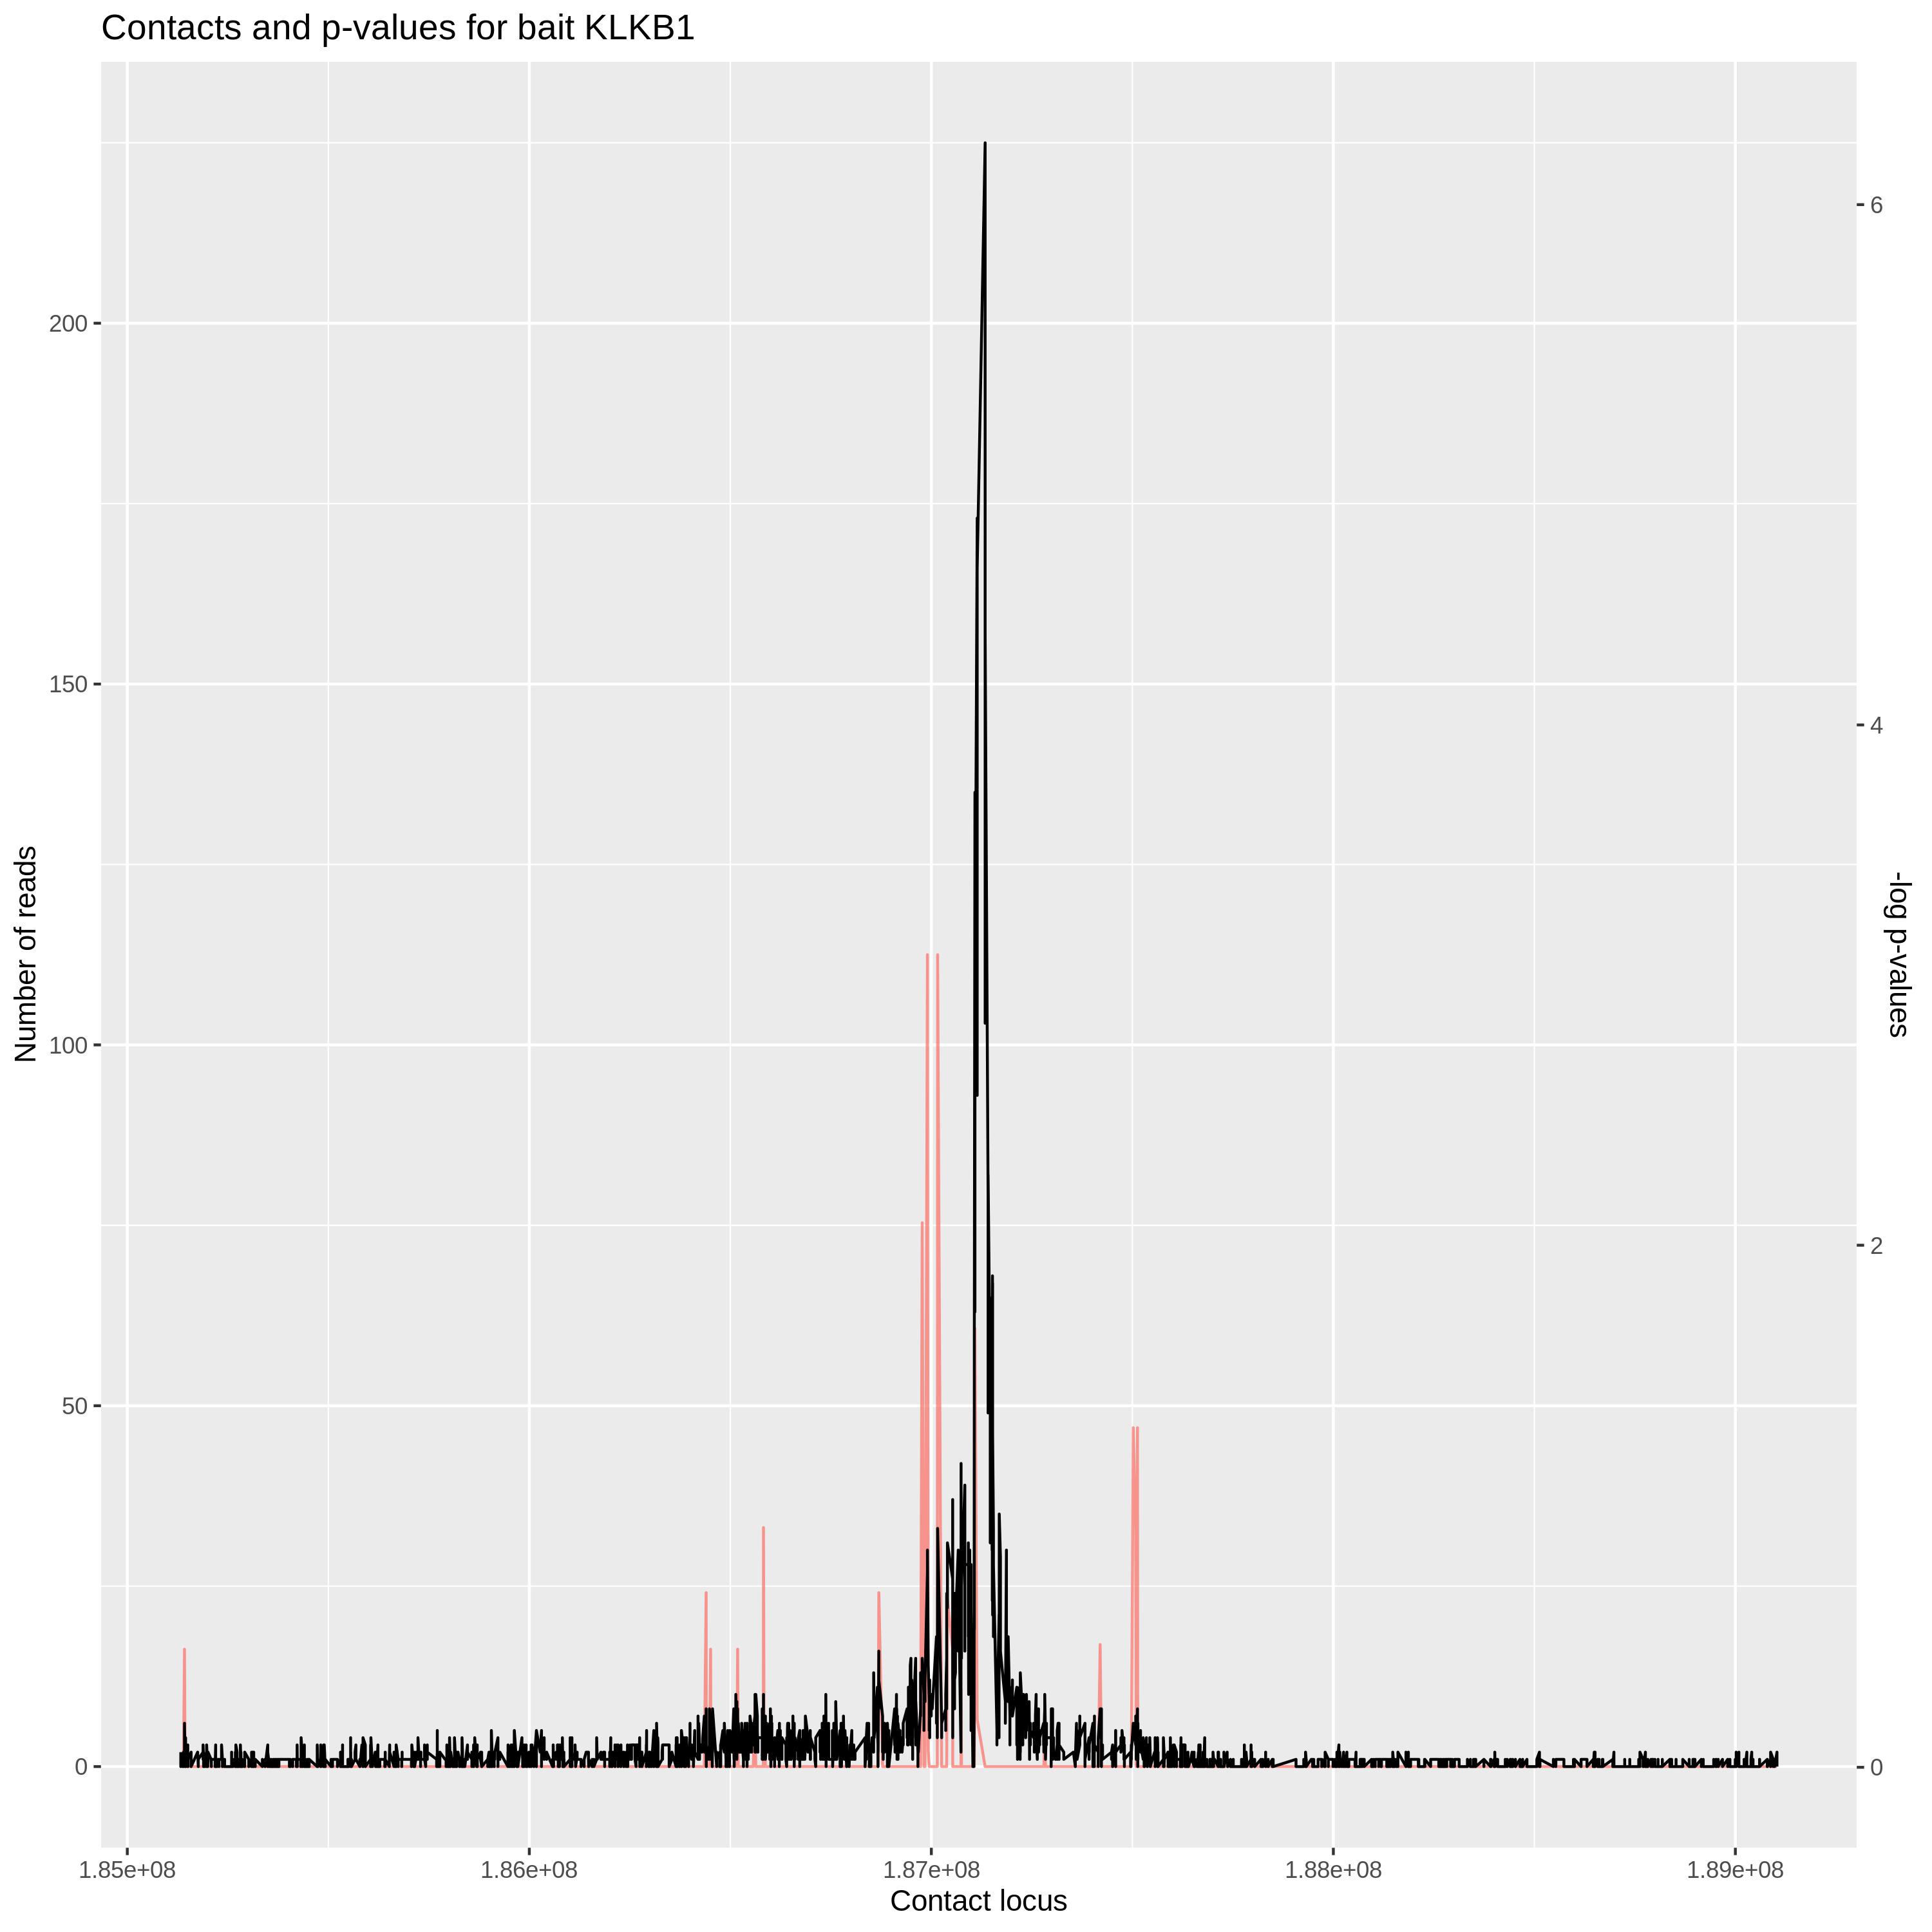 Contacts and p-values for bait KLKB1
Number of reads
200
150
100
50
0
6
4
2
0
-log p-values
1.85e+08
1.86e+08
1.87e+08
1.88e+08
1.89e+08
Contact locus